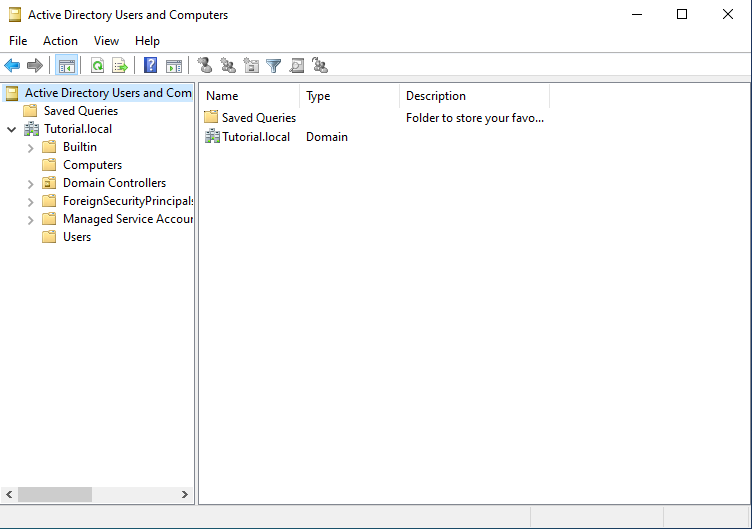 Active Directory Users and Computers
File Action View Help
Active Directory Users and Com
Saved Queries
Tutorial.local
Builtin
Computers
Domain Controllers
ForeignSecurityPrincipals
Managed Service Accour
Users
Name Type Description
Saved Queries Folder to store your favo...
Tutorial.local Domain